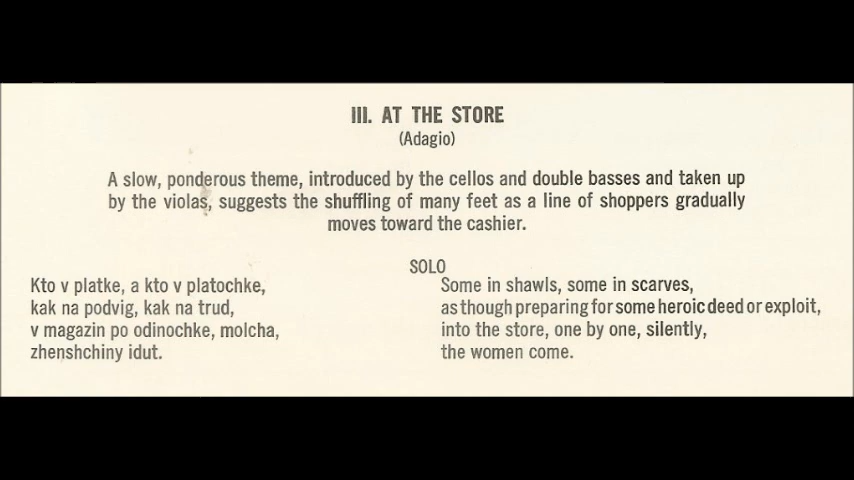 III. AT THE STORE
(Adagio)
A slow, ponderous theme, introduced by the cellos and double basses and taken up
by the violas, suggests the shuffling of many feet as a line of shoppers gradually
moves toward the cashier.
SOLO
Kto v platke, a kto v platochke,
kak na podvig, kak na trud,
v magazin po odinochke, molcha,
zhenshchiny idut.
Some in shawls, some in scarves,
as though preparing for some heroic deed or exploit,
into the store, one by one, silently,
the women come.